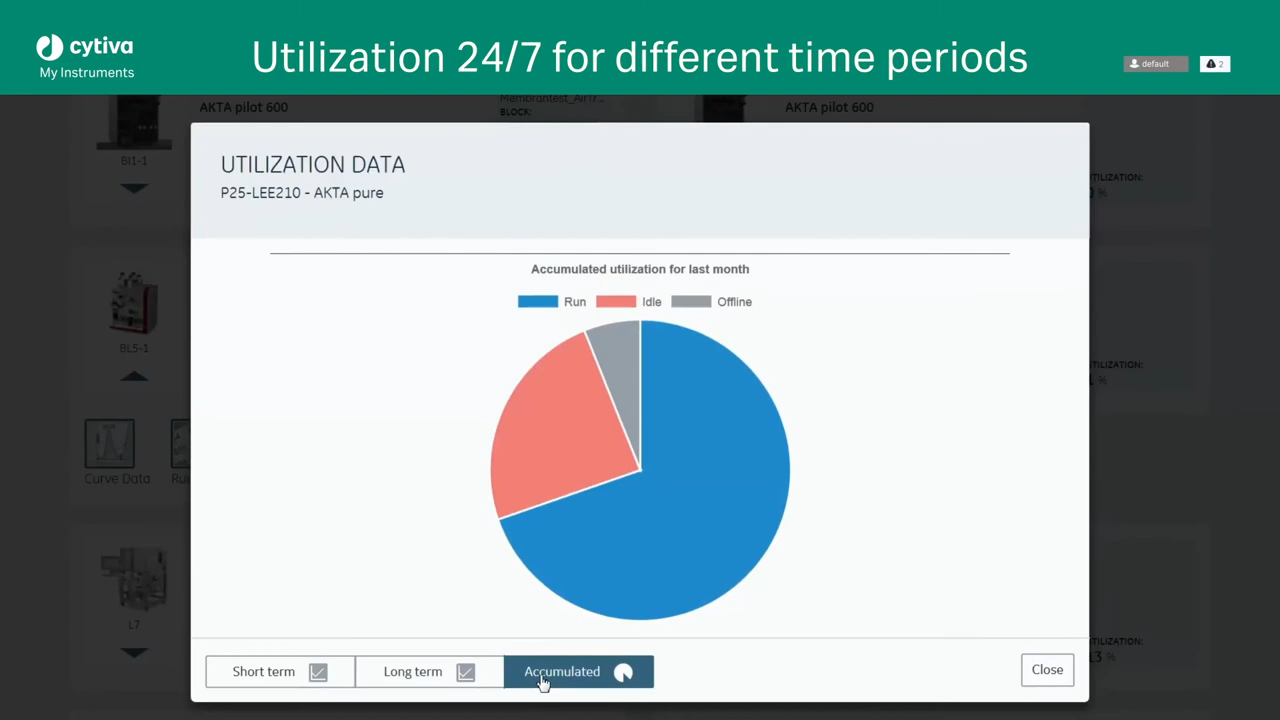 cytiva
My Instruments
Utilization 24/7 for different time periods
default
2
AKTA pilot 600
BLOCK:
AKTA pilot 600
BI1-1
UTILIZATION DATA
P25-LEE210 - AKTA pure
%
Accumulated utilization for last month
Run
Idle
Offline
BL5-1
%
Curve Data
L7
%
Short term
Long term
Accumulated
Close